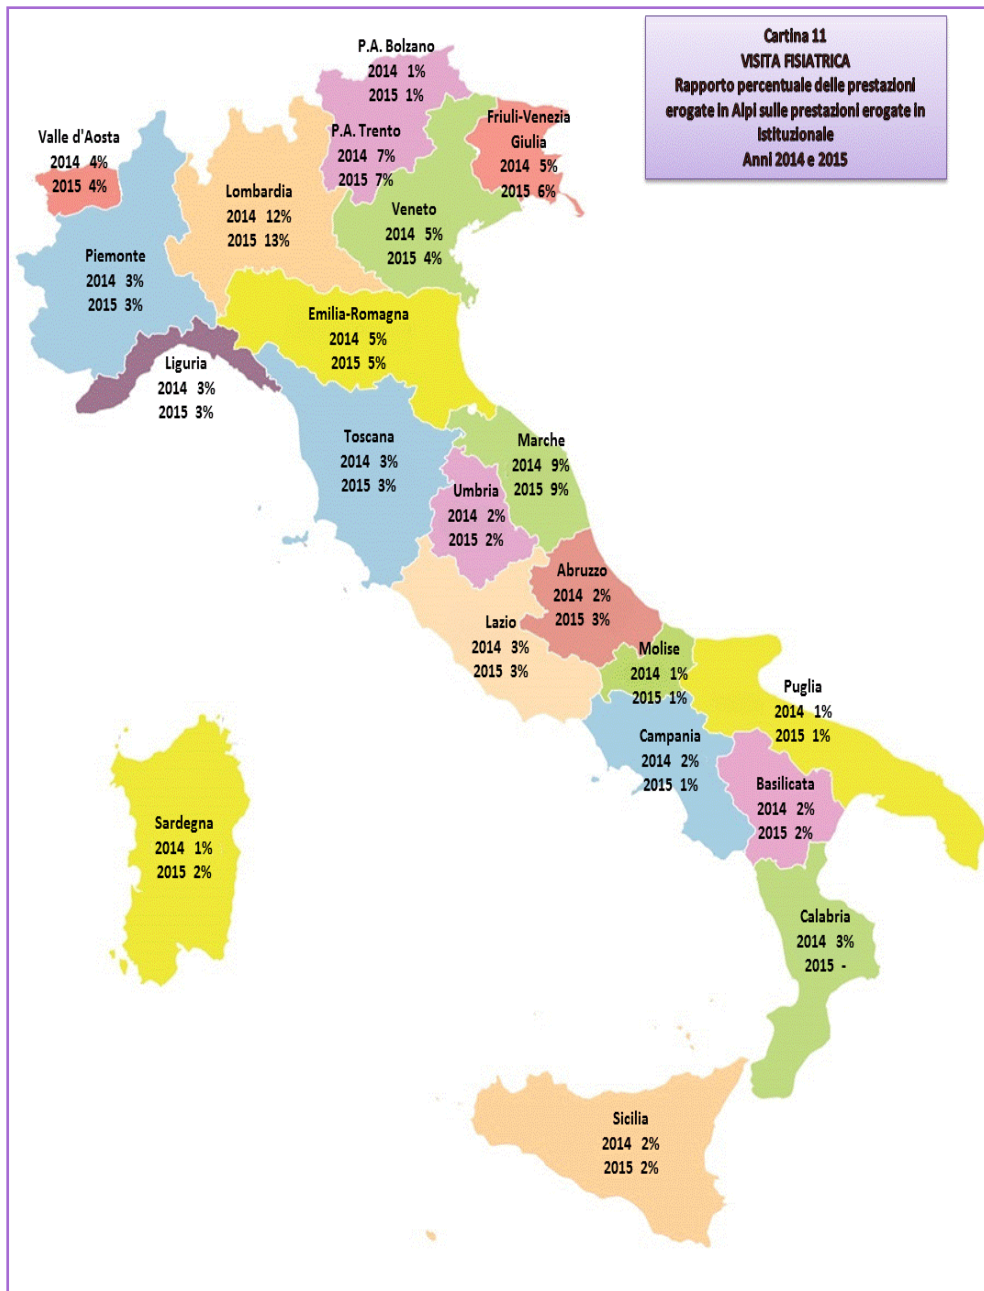 Cartina 11
VISITA FISIATRICA
Rapporto percentuale delle prestazioni
erogate in Alpi sulle prestazioni erogate in
Istituzionale
Anni 2014 e 2015
P.A. Bolzano
2014 1%
2015 1%
P.A. Trento
2014 7%
2015 7%
Friuli-Venezia
Giulia
2014 5%
2015 6%
Valle d'Aosta
2014 4%
2015 4%
Lombardia
2014 12%
2015 13%
Veneto
2014 5%
2015 4%
Piemonte
2014 3%
2015 3%
Emilia-Romagna
2014 5%
2015 5%
Liguria
2014 3%
2015 3%
Toscana
2014 3%
2015 3%
Marche
2014 9%
2015 9%
Umbria
2014 2%
2015 2%
Abruzzo
2014 2%
2015 3%
Lazio
2014 3%
2015 3%
Molise
2014 1%
2015 1%
Puglia
2014 1%
2015 1%
Campania
2014 2%
2015 1%
Basilicata
2014 2%
2015 2%
Sardegna
2014 1%
2015 2%
Calabria
2014 3%
2015 -
Sicilia
2014 2%
2015 2%